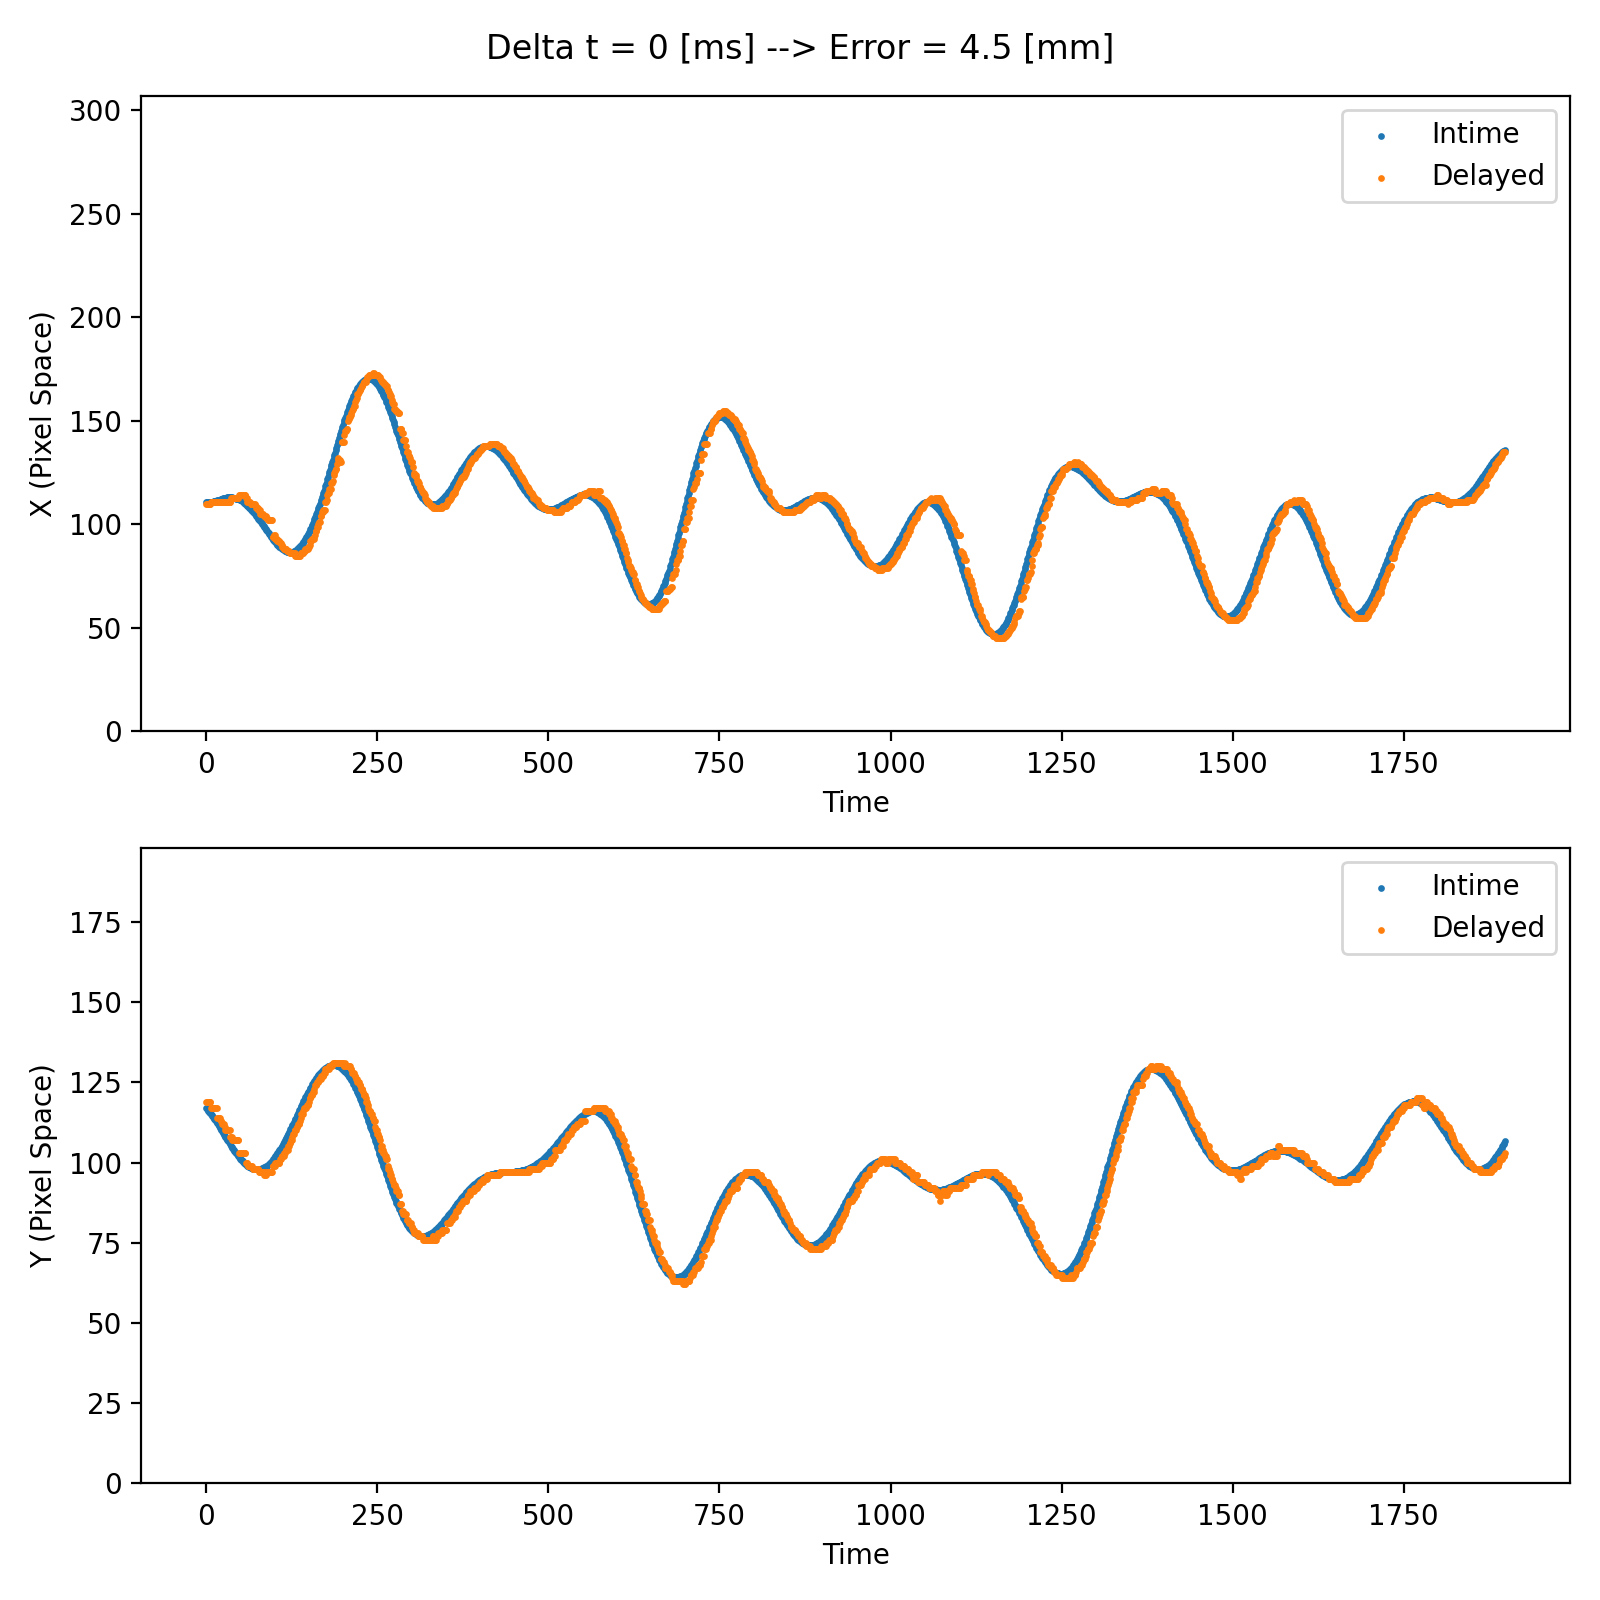 Delta t = 0 [ms] --> Error = 4.5 [mm]
300
250
200
150
100
50
0
X (Pixel Space)
Intime
Delayed
0 250 500 750 1000 1250 1500 1750
Time
175
150
125
100
75
50
25
0
Y (Pixel Space)
Intime
Delayed
0 250 500 750 1000 1250 1500 1750
Time